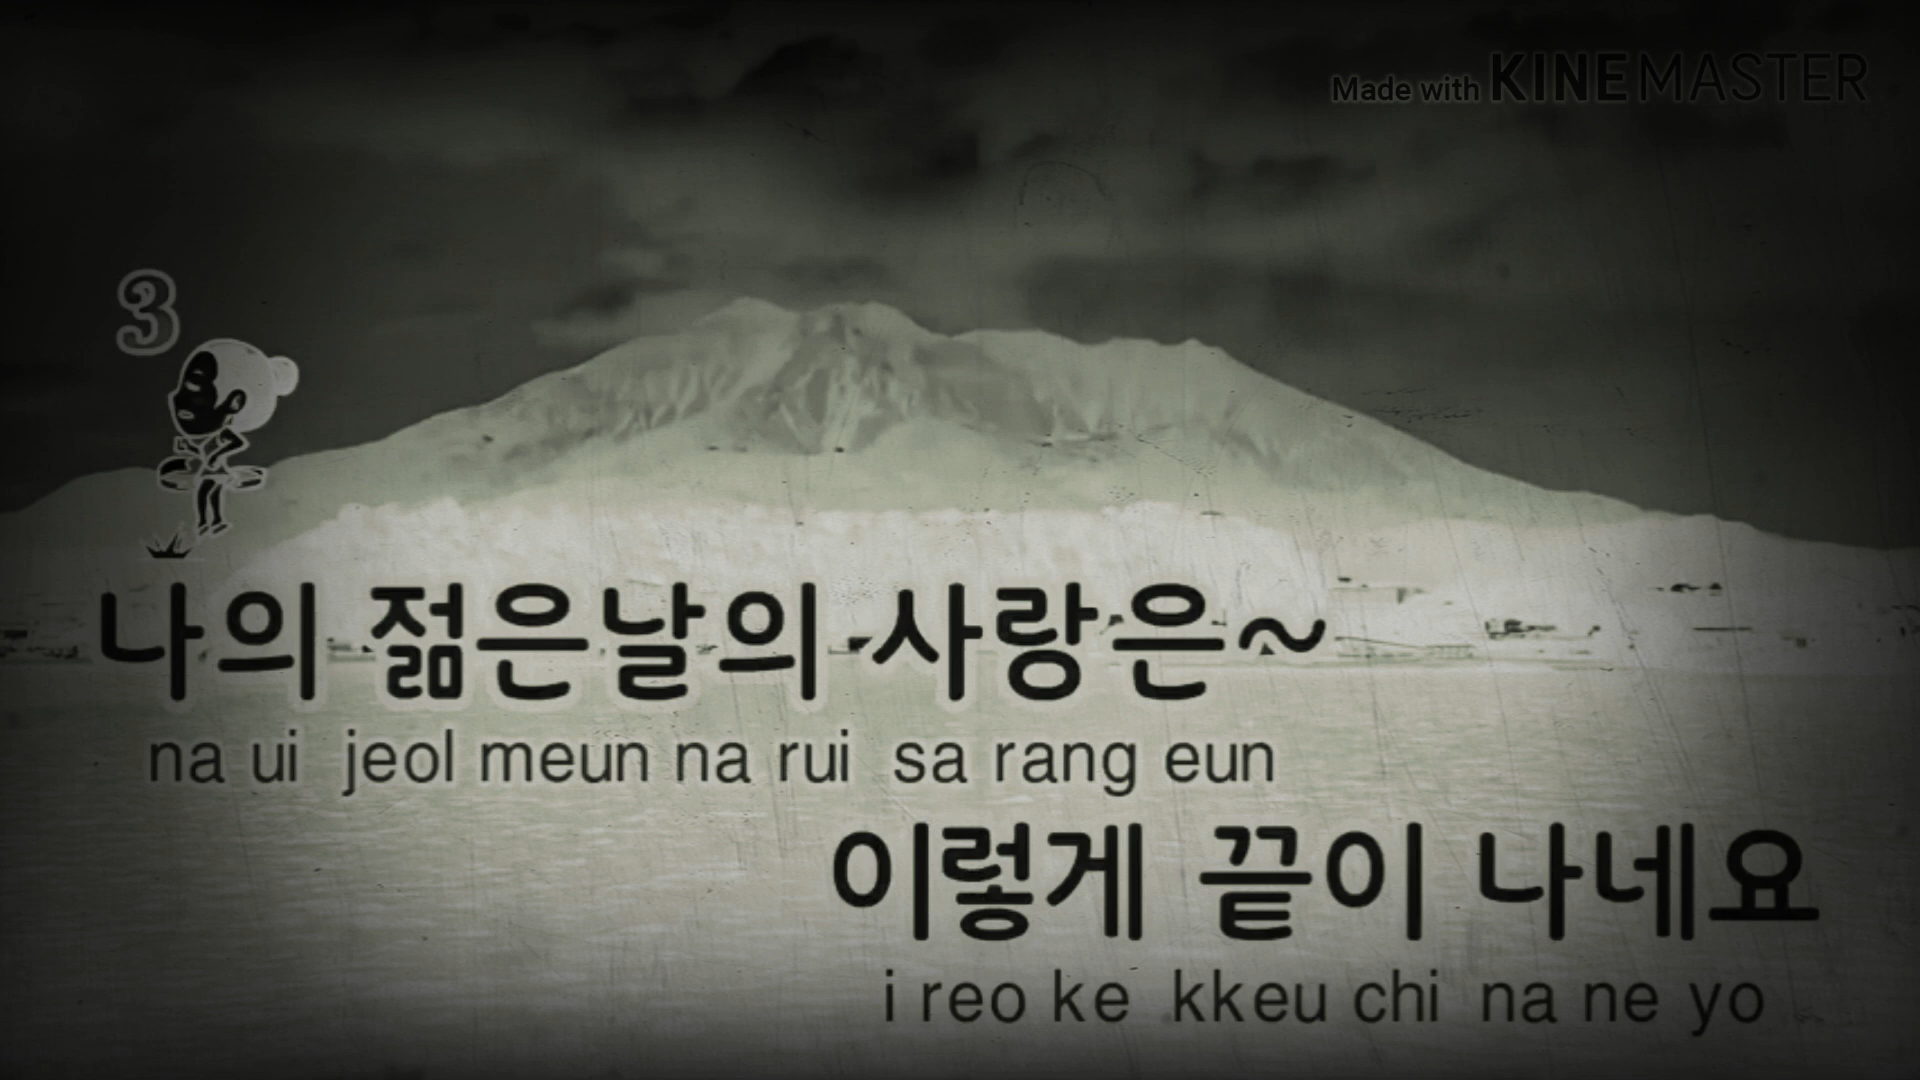 Made with KINEMASTER
3
나의 젊은날의 사랑은~
na ui jeol meun na rui sa rang eun
이렇게 끝이 나네요
i reo ke kkeu chi na ne yo